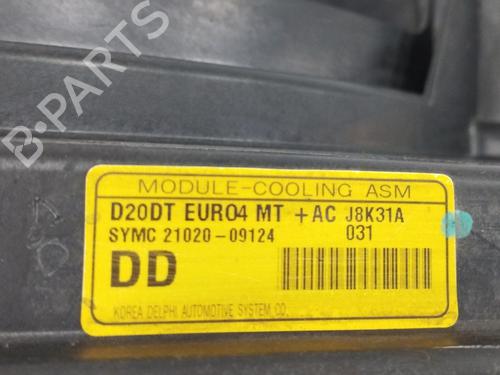 B-PARTS
MODULE-COOLING ASM
D20DT EURO4 MT +AC J8K31A
SYMC 21020-09124 031
DD
KOREA DELPHI AUTOMOTIVE SYSTEM CO.